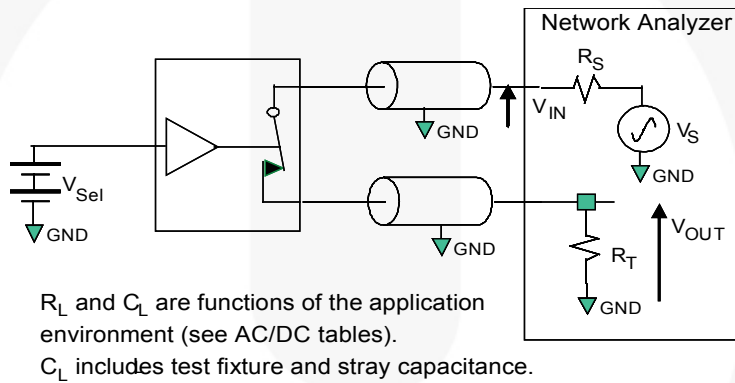 Network Analyzer
R_S
V_IN
GND
V_S
GND
V_Sel
GND
GND
V_OUT
R_T
GND
R_L and C_L are functions of the application
environment (see AC/DC tables).
C_L includes test fixture and stray capacitance.